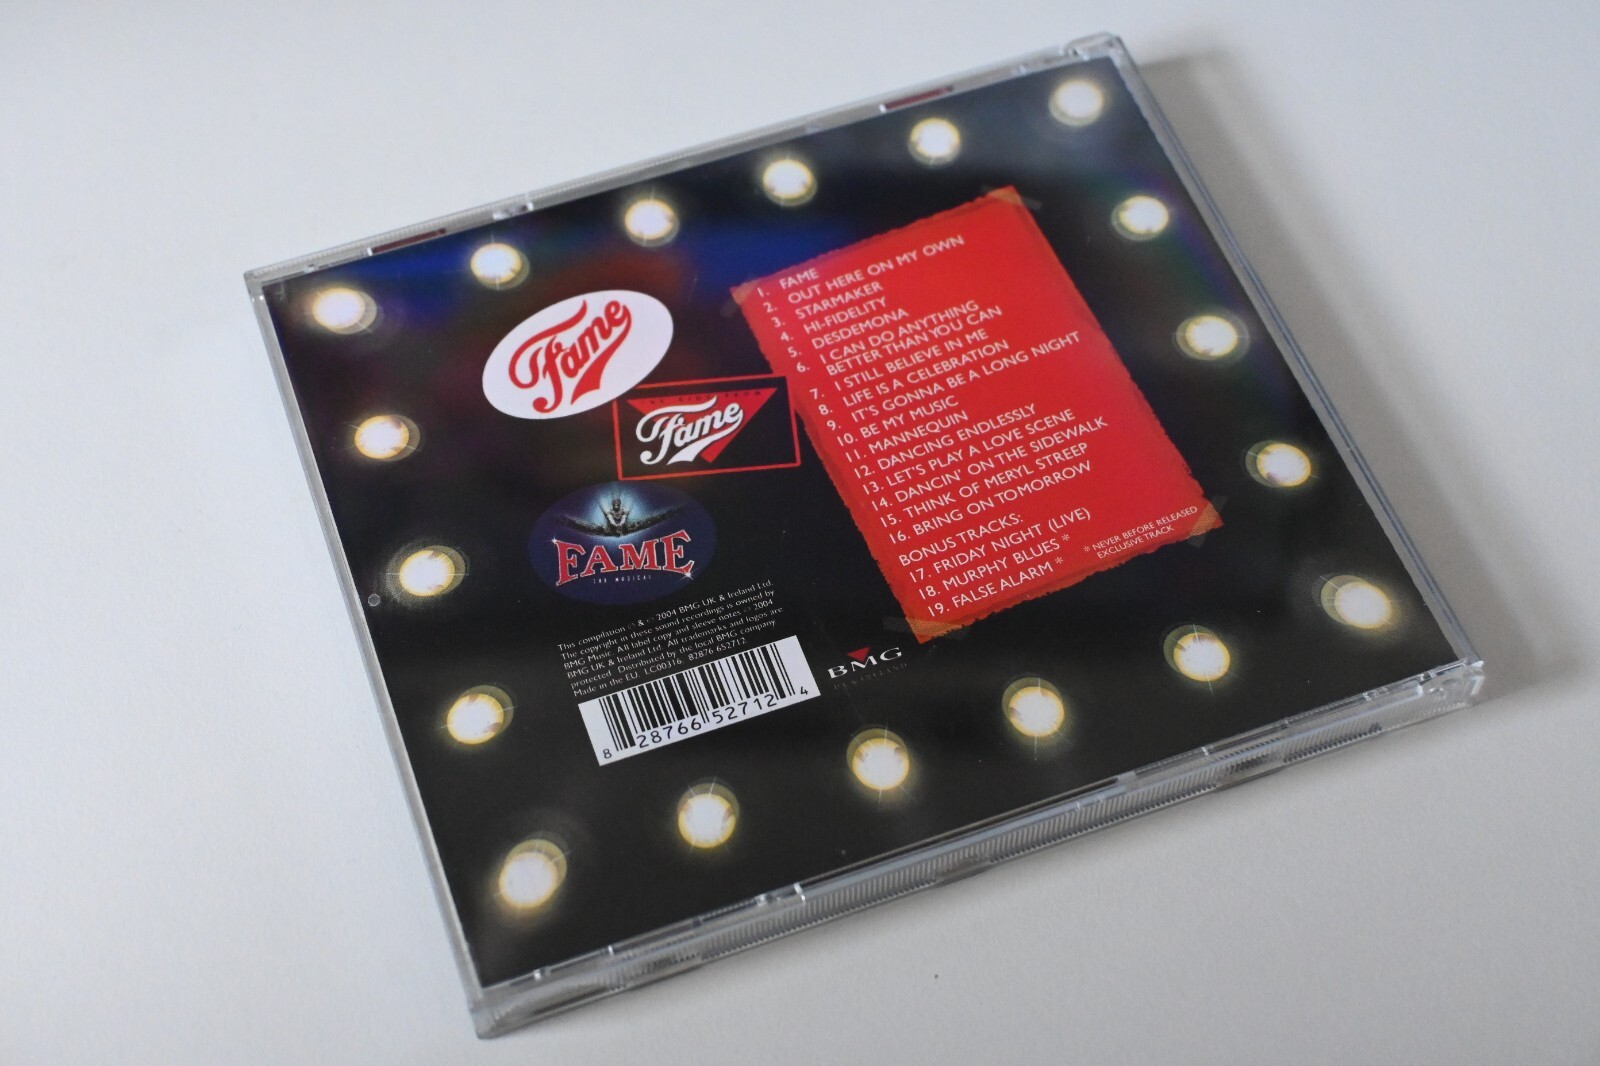 Fame
THE KIDS FROM
Fame
FAME
THE MUSICAL
1. FAME
2. OUT HERE ON MY OWN
3. STARMAKER
4. HI-FIDELITY
5. DESDEMONA
6. I CAN DO ANYTHING
BETTER THAN YOU CAN
7. I STILL BELIEVE IN ME
8. LIFE IS A CELEBRATION
9. IT'S GONNA BE A LONG NIGHT
10. BE MY MUSIC
11. MANNEQUIN
12. DANCING ENDLESSLY
13. LET'S PLAY A LOVE SCENE
14. DANCIN' ON THE SIDEWALK
15. THINK OF MERYL STREEP
16. BRING ON TOMORROW
BONUS TRACKS:
17. FRIDAY NIGHT (LIVE)
18. MURPHY BLUES *
19. FALSE ALARM *
* NEVER BEFORE RELEASED
EXCLUSIVE TRACK
This compilation ℗ & © 2004 BMG UK & Ireland Ltd.
The copyright in these sound recordings is owned by
BMG Music. All label copy and sleeve notes © 2004
BMG UK & Ireland Ltd. All trademarks and logos are
protected. Distributed by the local BMG company
Made in the EU. LC00316. 82876 652712
8 28766 52712 4
BMG
UK & IRELAND